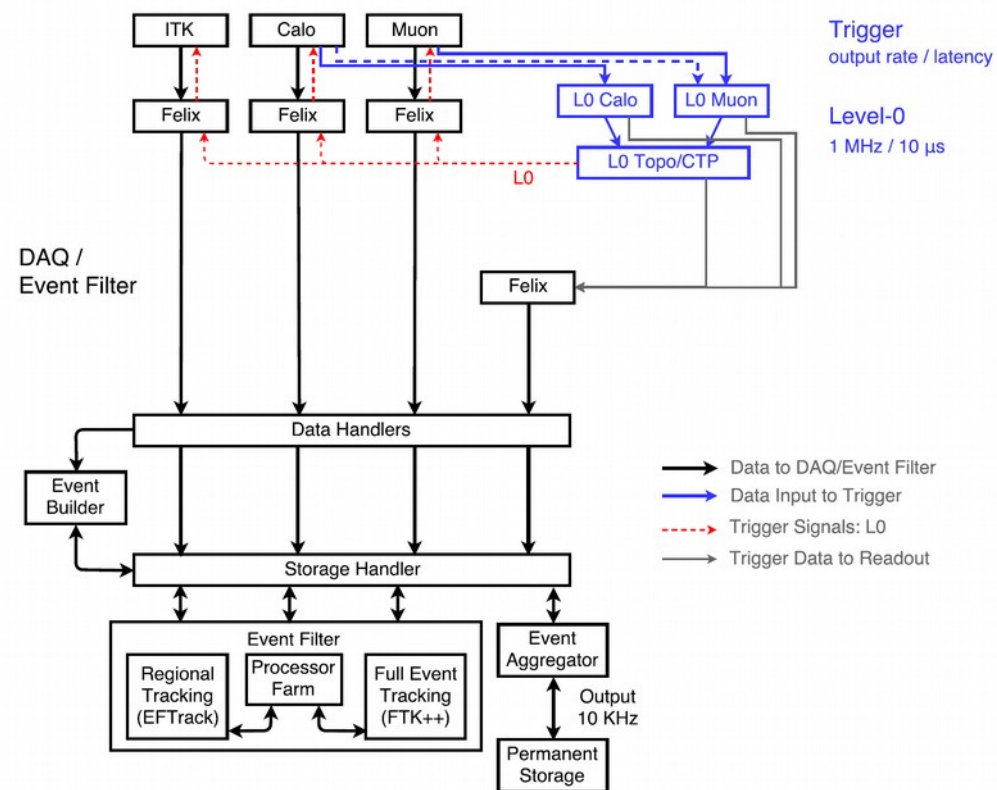 ITK
Calo
Muon
Trigger
output rate / latency
Felix
Felix
Felix
L0 Calo
L0 Muon
Level-0
1 MHz / 10 μs
L0 Topo/CTP
L0
DAQ /
Event Filter
Felix
Data Handlers
Event
Builder
Data to DAQ/Event Filter
Data Input to Trigger
Trigger Signals: L0
Trigger Data to Readout
Storage Handler
Event Filter
Regional
Tracking
(EFTrack)
Processor
Farm
Full Event
Tracking
(FTK++)
Event
Aggregator
Output
10 KHz
Permanent
Storage